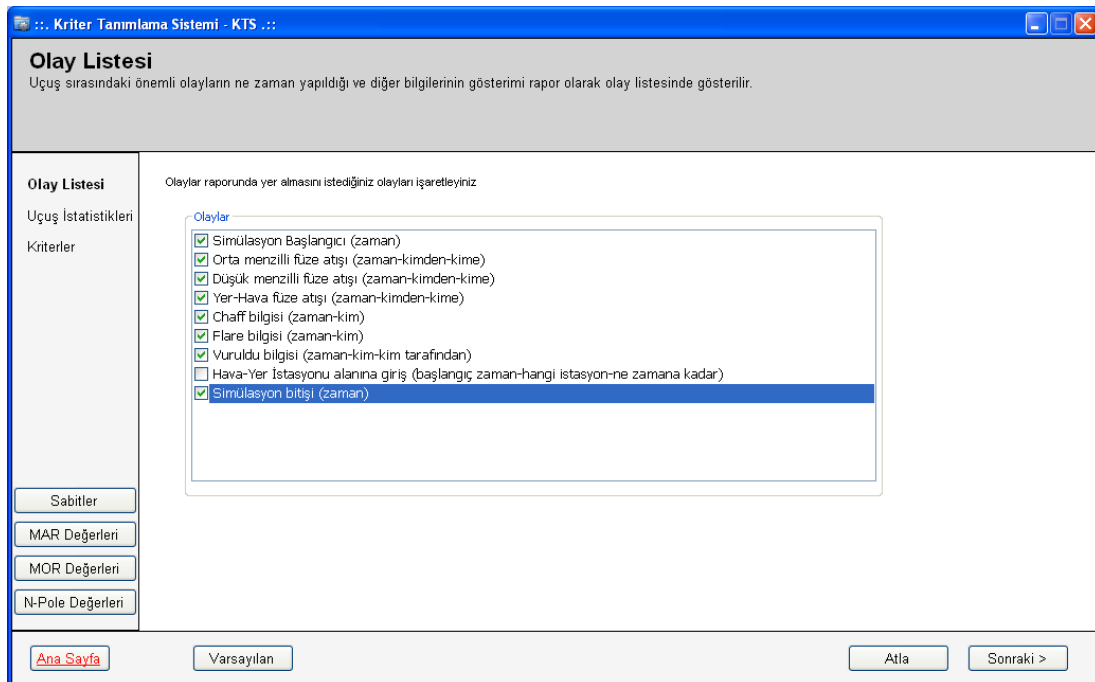 ::. Kriter Tanımlama Sistemi - KTS .::
Olay Listesi
Uçuş sırasındaki önemli olayların ne zaman yapıldığı ve diğer bilgilerinin gösterimi rapor olarak olay listesinde gösterilir.
Olay Listesi
Uçuş İstatistikleri
Kriterler
Olaylar raporunda yer almasını istediğiniz olayları işaretleyiniz
Olaylar
Simülasyon Başlangıcı (zaman)
Orta menzilli füze atışı (zaman-kimden-kime)
Düşük menzilli füze atışı (zaman-kimden-kime)
Yer-Hava füze atışı (zaman-kimden-kime)
Chaff bilgisi (zaman-kim)
Flare bilgisi (zaman-kim)
Vuruldu bilgisi (zaman-kim-kim tarafından)
Hava-Yer İstasyonu alanına giriş (başlangıç zaman-hangi istasyon-ne zamana kadar)
Simülasyon bitişi (zaman)
Sabitler
MAR Değerleri
MOR Değerleri
N-Pole Değerleri
Ana Sayfa
Varsayılan
Atla
Sonraki >